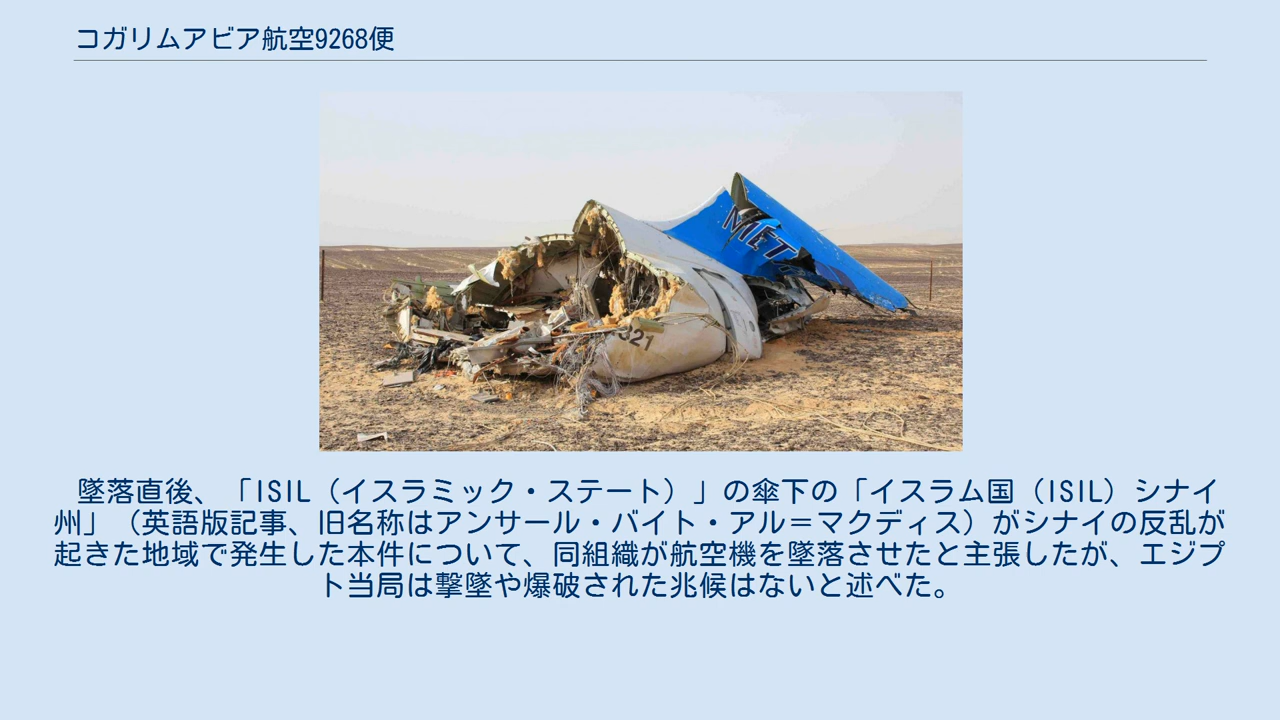 コガリムアビア航空9268便
MET
321
墜落直後、「ISIL（イスラミック・ステート）」の傘下の「イスラム国（ISIL）シナイ
州」（英語版記事、旧名称はアンサール・バイト・アル＝マクディス）がシナイの反乱が
起きた地域で発生した本件について、同組織が航空機を墜落させたと主張したが、エジプ
ト当局は撃墜や爆破された兆候はないと述べた。